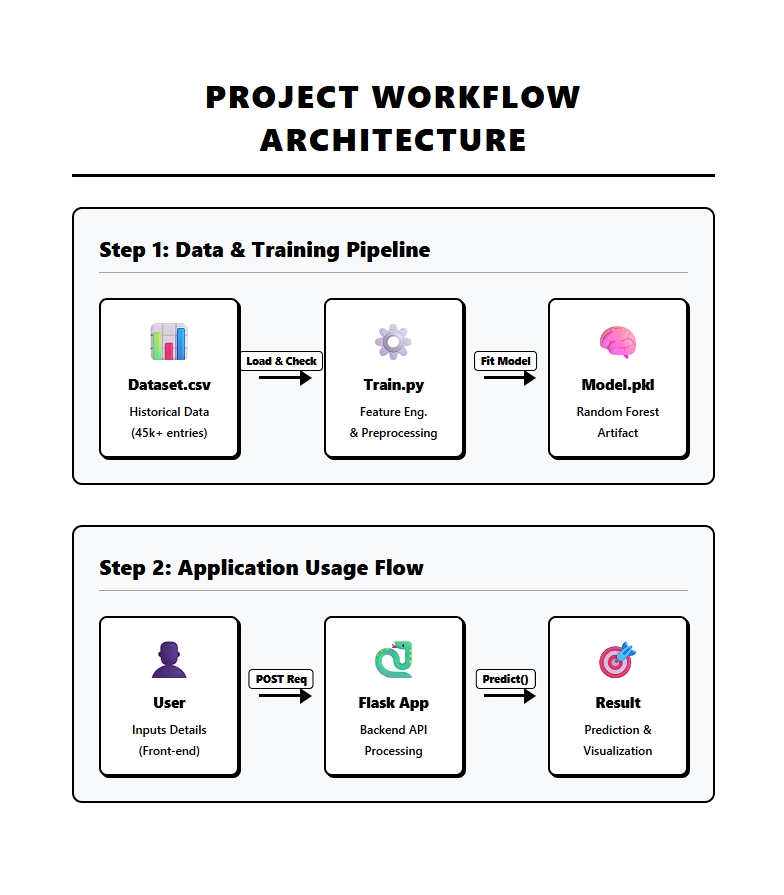 PROJECT WORKFLOW
ARCHITECTURE
Step 1: Data & Training Pipeline
Dataset.csv
Historical Data
(45k+ entries)
Load & Check
Train.py
Feature Eng.
& Preprocessing
Fit Model
Model.pkl
Random Forest
Artifact
Step 2: Application Usage Flow
User
Inputs Details
(Front-end)
POST Req
Flask App
Backend API
Processing
Predict()
Result
Prediction &
Visualization